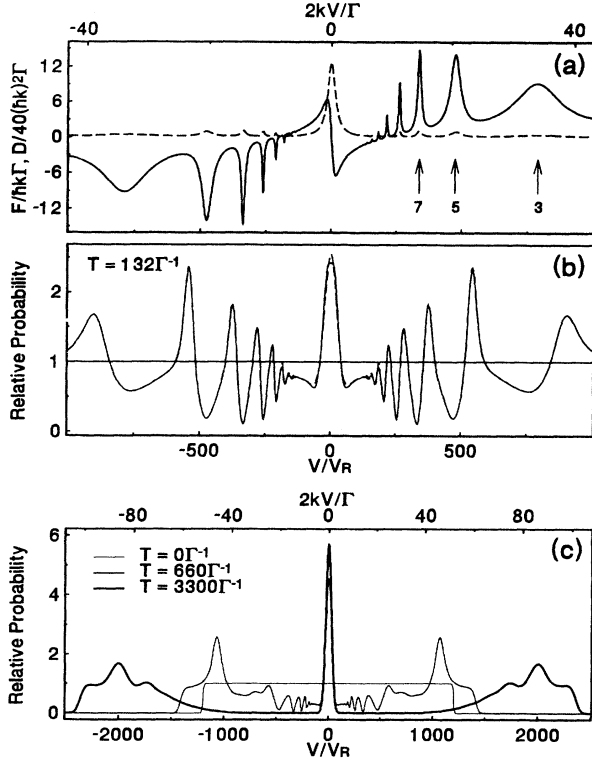 2kV/Γ
-40 0 40
(a)
F/ħkΓ, D/40(ħk)²Γ
12
6
0
-6
-12
7 5 3
(b)
T = 132Γ⁻¹
Relative Probability
2
1
0
-500 0 500
V/VR
2kV/Γ
-80 -40 0 40 80
(c)
T = 0Γ⁻¹
T = 660Γ⁻¹
T = 3300Γ⁻¹
Relative Probability
6
4
2
0
-2000 -1000 0 1000 2000
V/VR